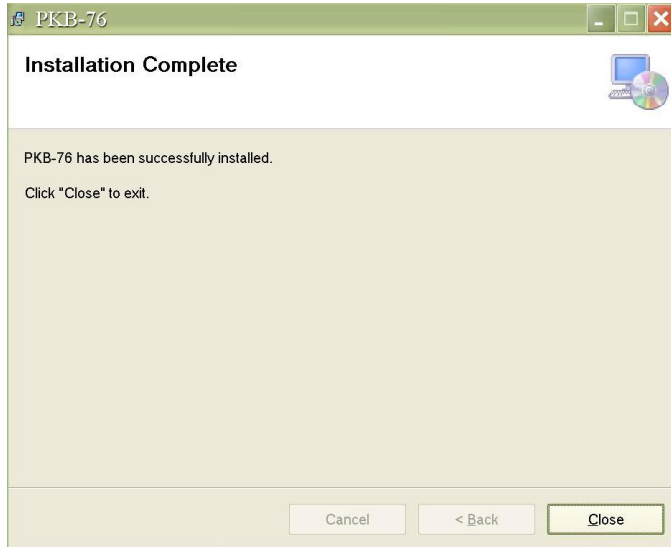 PKB-76
Installation Complete
PKB-76 has been successfully installed.
Click "Close" to exit.
Cancel
< Back
Close